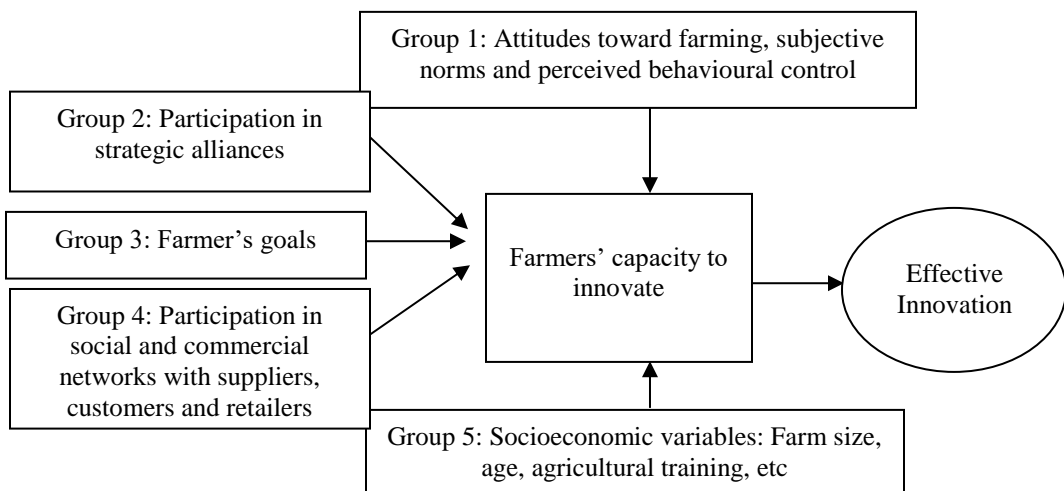 Group 1: Attitudes toward farming, subjective
norms and perceived behavioural control
Group 2: Participation in
strategic alliances
Group 3: Farmer’s goals
Group 4: Participation in
social and commercial
networks with suppliers,
customers and retailers
Farmers’ capacity to
innovate
Effective
Innovation
Group 5: Socioeconomic variables: Farm size,
age, agricultural training, etc